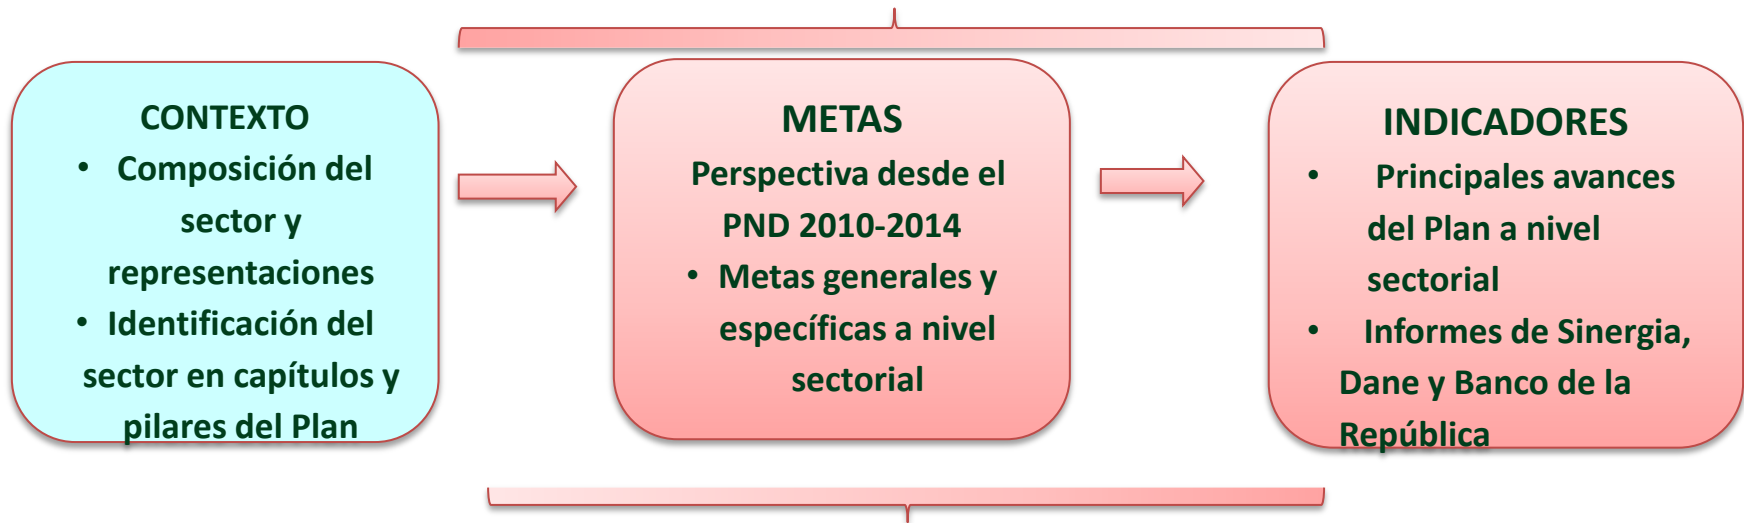 CONTEXTO
• Composición del
sector y
representaciones
• Identificación del
sector en capítulos y
pilares del Plan
METAS
Perspectiva desde el
PND 2010-2014
• Metas generales y
específicas a nivel
sectorial
INDICADORES
• Principales avances
del Plan a nivel
sectorial
• Informes de Sinergia,
Dane y Banco de la
República